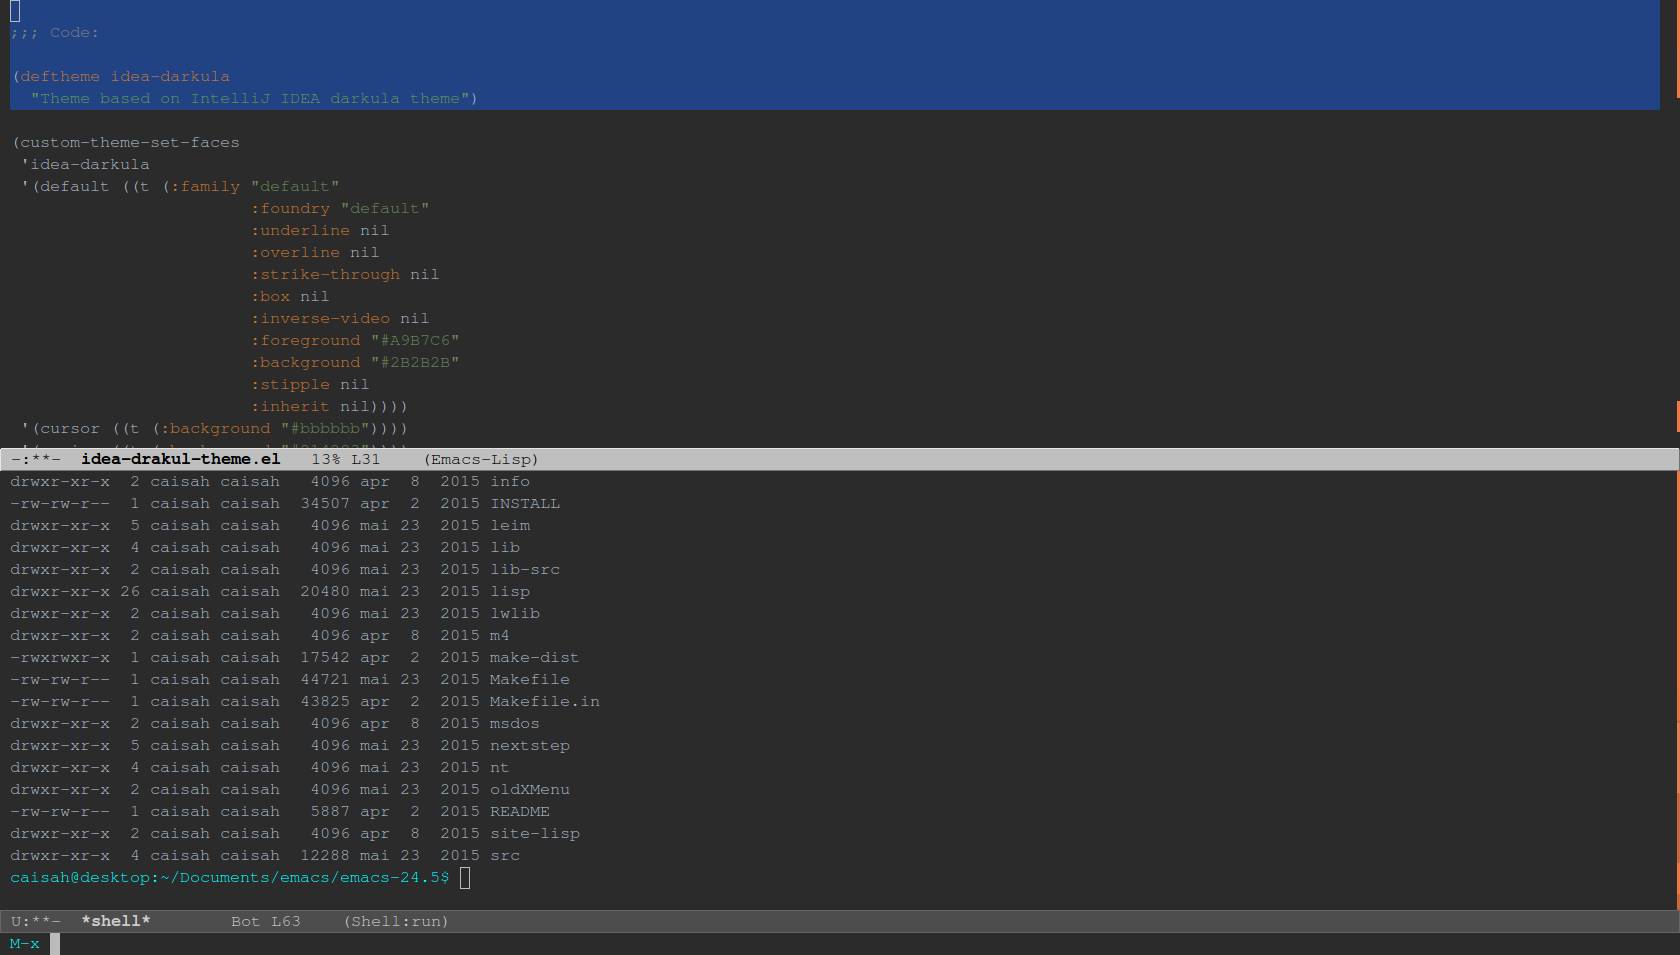 ;;; Code:
(deftheme idea-darkula
"Theme based on IntelliJ IDEA darkula theme")
(custom-theme-set-faces
'idea-darkula
'(default ((t (:family "default"
:foundry "default"
:underline nil
:overline nil
:strike-through nil
:box nil
:inverse-video nil
:foreground "#A9B7C6"
:background "#2B2B2B"
:stipple nil
:inherit nil))))
'(cursor ((t (:background "#bbbbbb"))))
-:**-  idea-drakul-theme.el   13% L31    (Emacs-Lisp)
drwxr-xr-x  2 caisah caisah   4096 apr  8  2015 info
-rw-rw-r--  1 caisah caisah  34507 apr  2  2015 INSTALL
drwxr-xr-x  5 caisah caisah   4096 mai 23  2015 leim
drwxr-xr-x  4 caisah caisah   4096 mai 23  2015 lib
drwxr-xr-x  2 caisah caisah   4096 mai 23  2015 lib-src
drwxr-xr-x 26 caisah caisah  20480 mai 23  2015 lisp
drwxr-xr-x  2 caisah caisah   4096 mai 23  2015 lwlib
drwxr-xr-x  2 caisah caisah   4096 apr  8  2015 m4
-rwxrwxr-x  1 caisah caisah  17542 apr  2  2015 make-dist
-rw-rw-r--  1 caisah caisah  44721 mai 23  2015 Makefile
-rw-rw-r--  1 caisah caisah  43825 apr  2  2015 Makefile.in
drwxr-xr-x  2 caisah caisah   4096 apr  8  2015 msdos
drwxr-xr-x  5 caisah caisah   4096 mai 23  2015 nextstep
drwxr-xr-x  4 caisah caisah   4096 mai 23  2015 nt
drwxr-xr-x  2 caisah caisah   4096 mai 23  2015 oldXMenu
-rw-rw-r--  1 caisah caisah   5887 apr  2  2015 README
drwxr-xr-x  2 caisah caisah   4096 apr  8  2015 site-lisp
drwxr-xr-x  4 caisah caisah  12288 mai 23  2015 src
caisah@desktop:~/Documents/emacs/emacs-24.5$
U:**-  *shell*        Bot L63    (Shell:run)
M-x